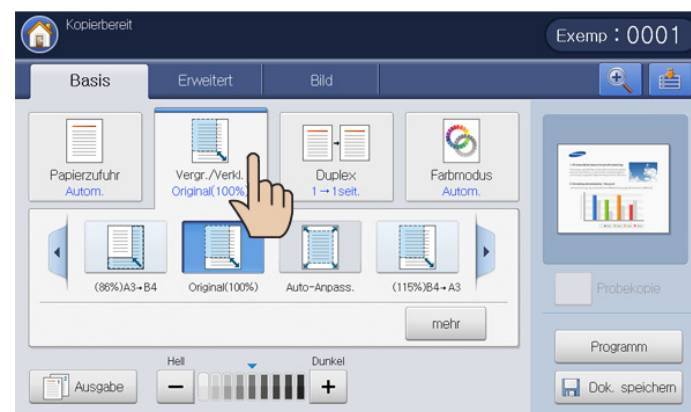 Kopierbereit
Exemp : 0001
Basis
Erweitert
Bild
Papierzufuhr
Autom.
Vergr./Verkl.
Original(100%)
Duplex
1→1seit.
Farbmodus
Autom.
(86%)A3→B4
Original(100%)
Auto-Anpass.
(115%)B4→A3
mehr
Probekopie
Hell
Dunkel
Ausgabe
Programm
Dok. speichern